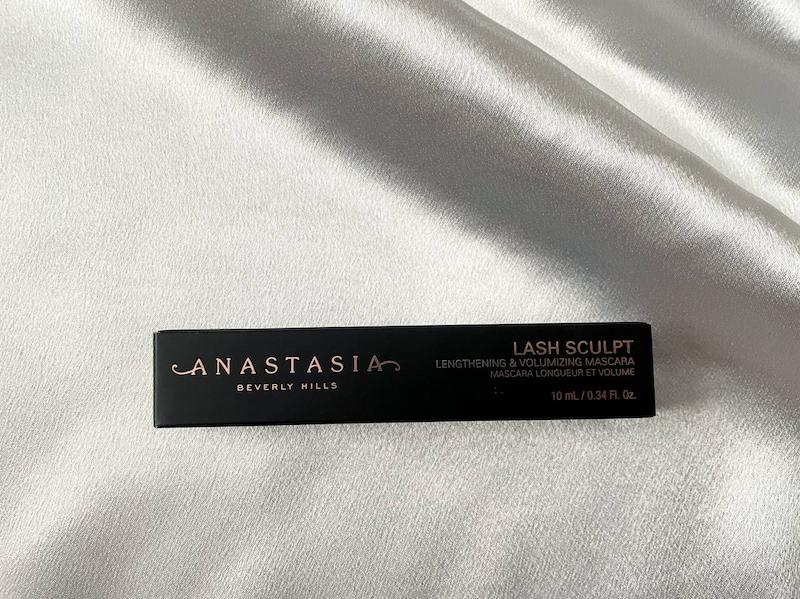 ANASTASIA
BEVERLY HILLS
LASH SCULPT
LENGTHENING & VOLUMIZING MASCARA
MASCARA LONGUEUR ET VOLUME
10 mL / 0.34 Fl. Oz.